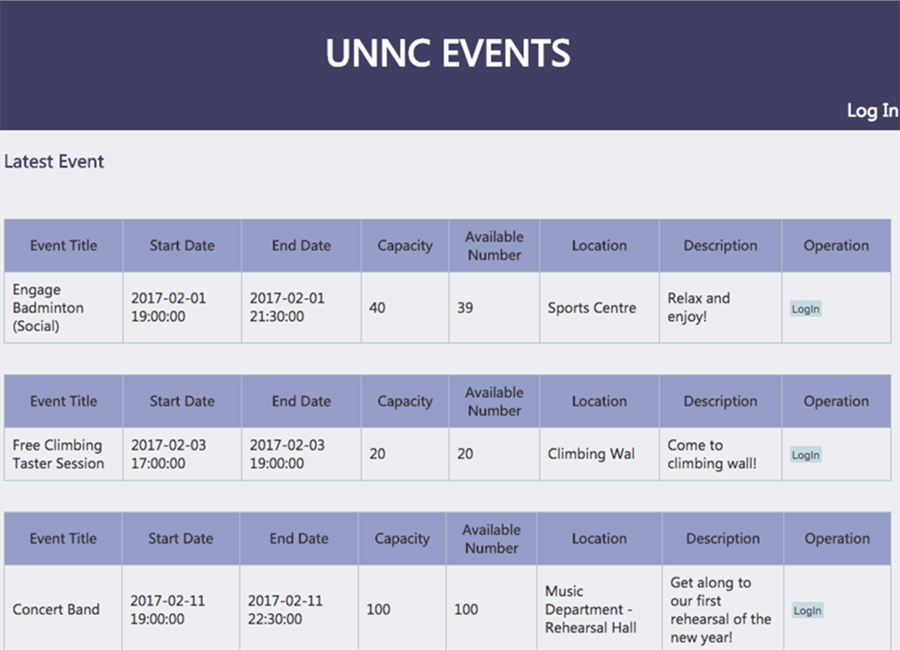 UNNC EVENTS
Log In
Latest Event
Event Title Start Date End Date Capacity Available Number Location Description Operation
Engage Badminton (Social) 2017-02-01 19:00:00 2017-02-01 21:30:00 40 39 Sports Centre Relax and enjoy! LogIn
Event Title Start Date End Date Capacity Available Number Location Description Operation
Free Climbing Taster Session 2017-02-03 17:00:00 2017-02-03 19:00:00 20 20 Climbing Wal Come to climbing wall! LogIn
Event Title Start Date End Date Capacity Available Number Location Description Operation
Concert Band 2017-02-11 19:00:00 2017-02-11 22:30:00 100 100 Music Department - Rehearsal Hall Get along to our first rehearsal of the new year! LogIn